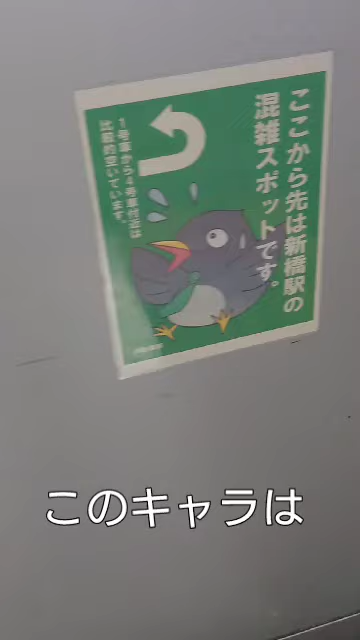 ここから先は新橋駅の
混雑スポットです。
1号車から4号車付近は
比較的空いています。
このキャラは